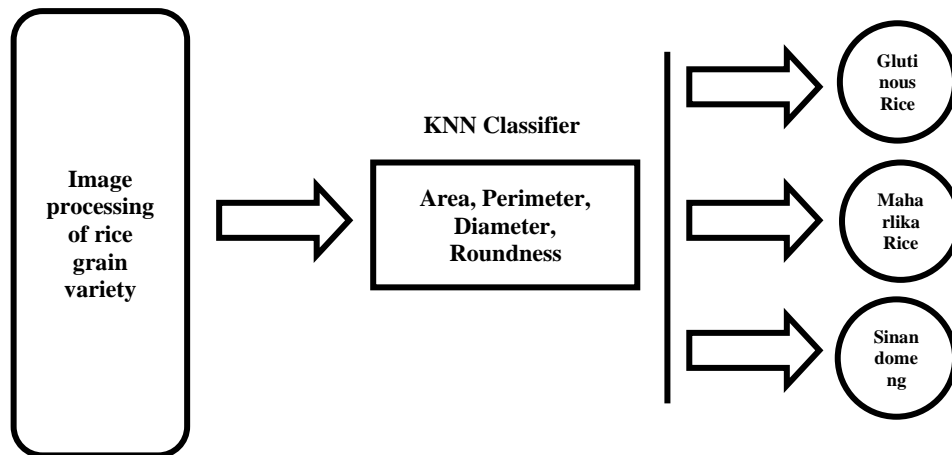 Image
processing
of rice
grain
variety
KNN Classifier
Area, Perimeter,
Diameter,
Roundness
Gluti
nous
Rice
Maha
rlika
Rice
Sinan
dome
ng